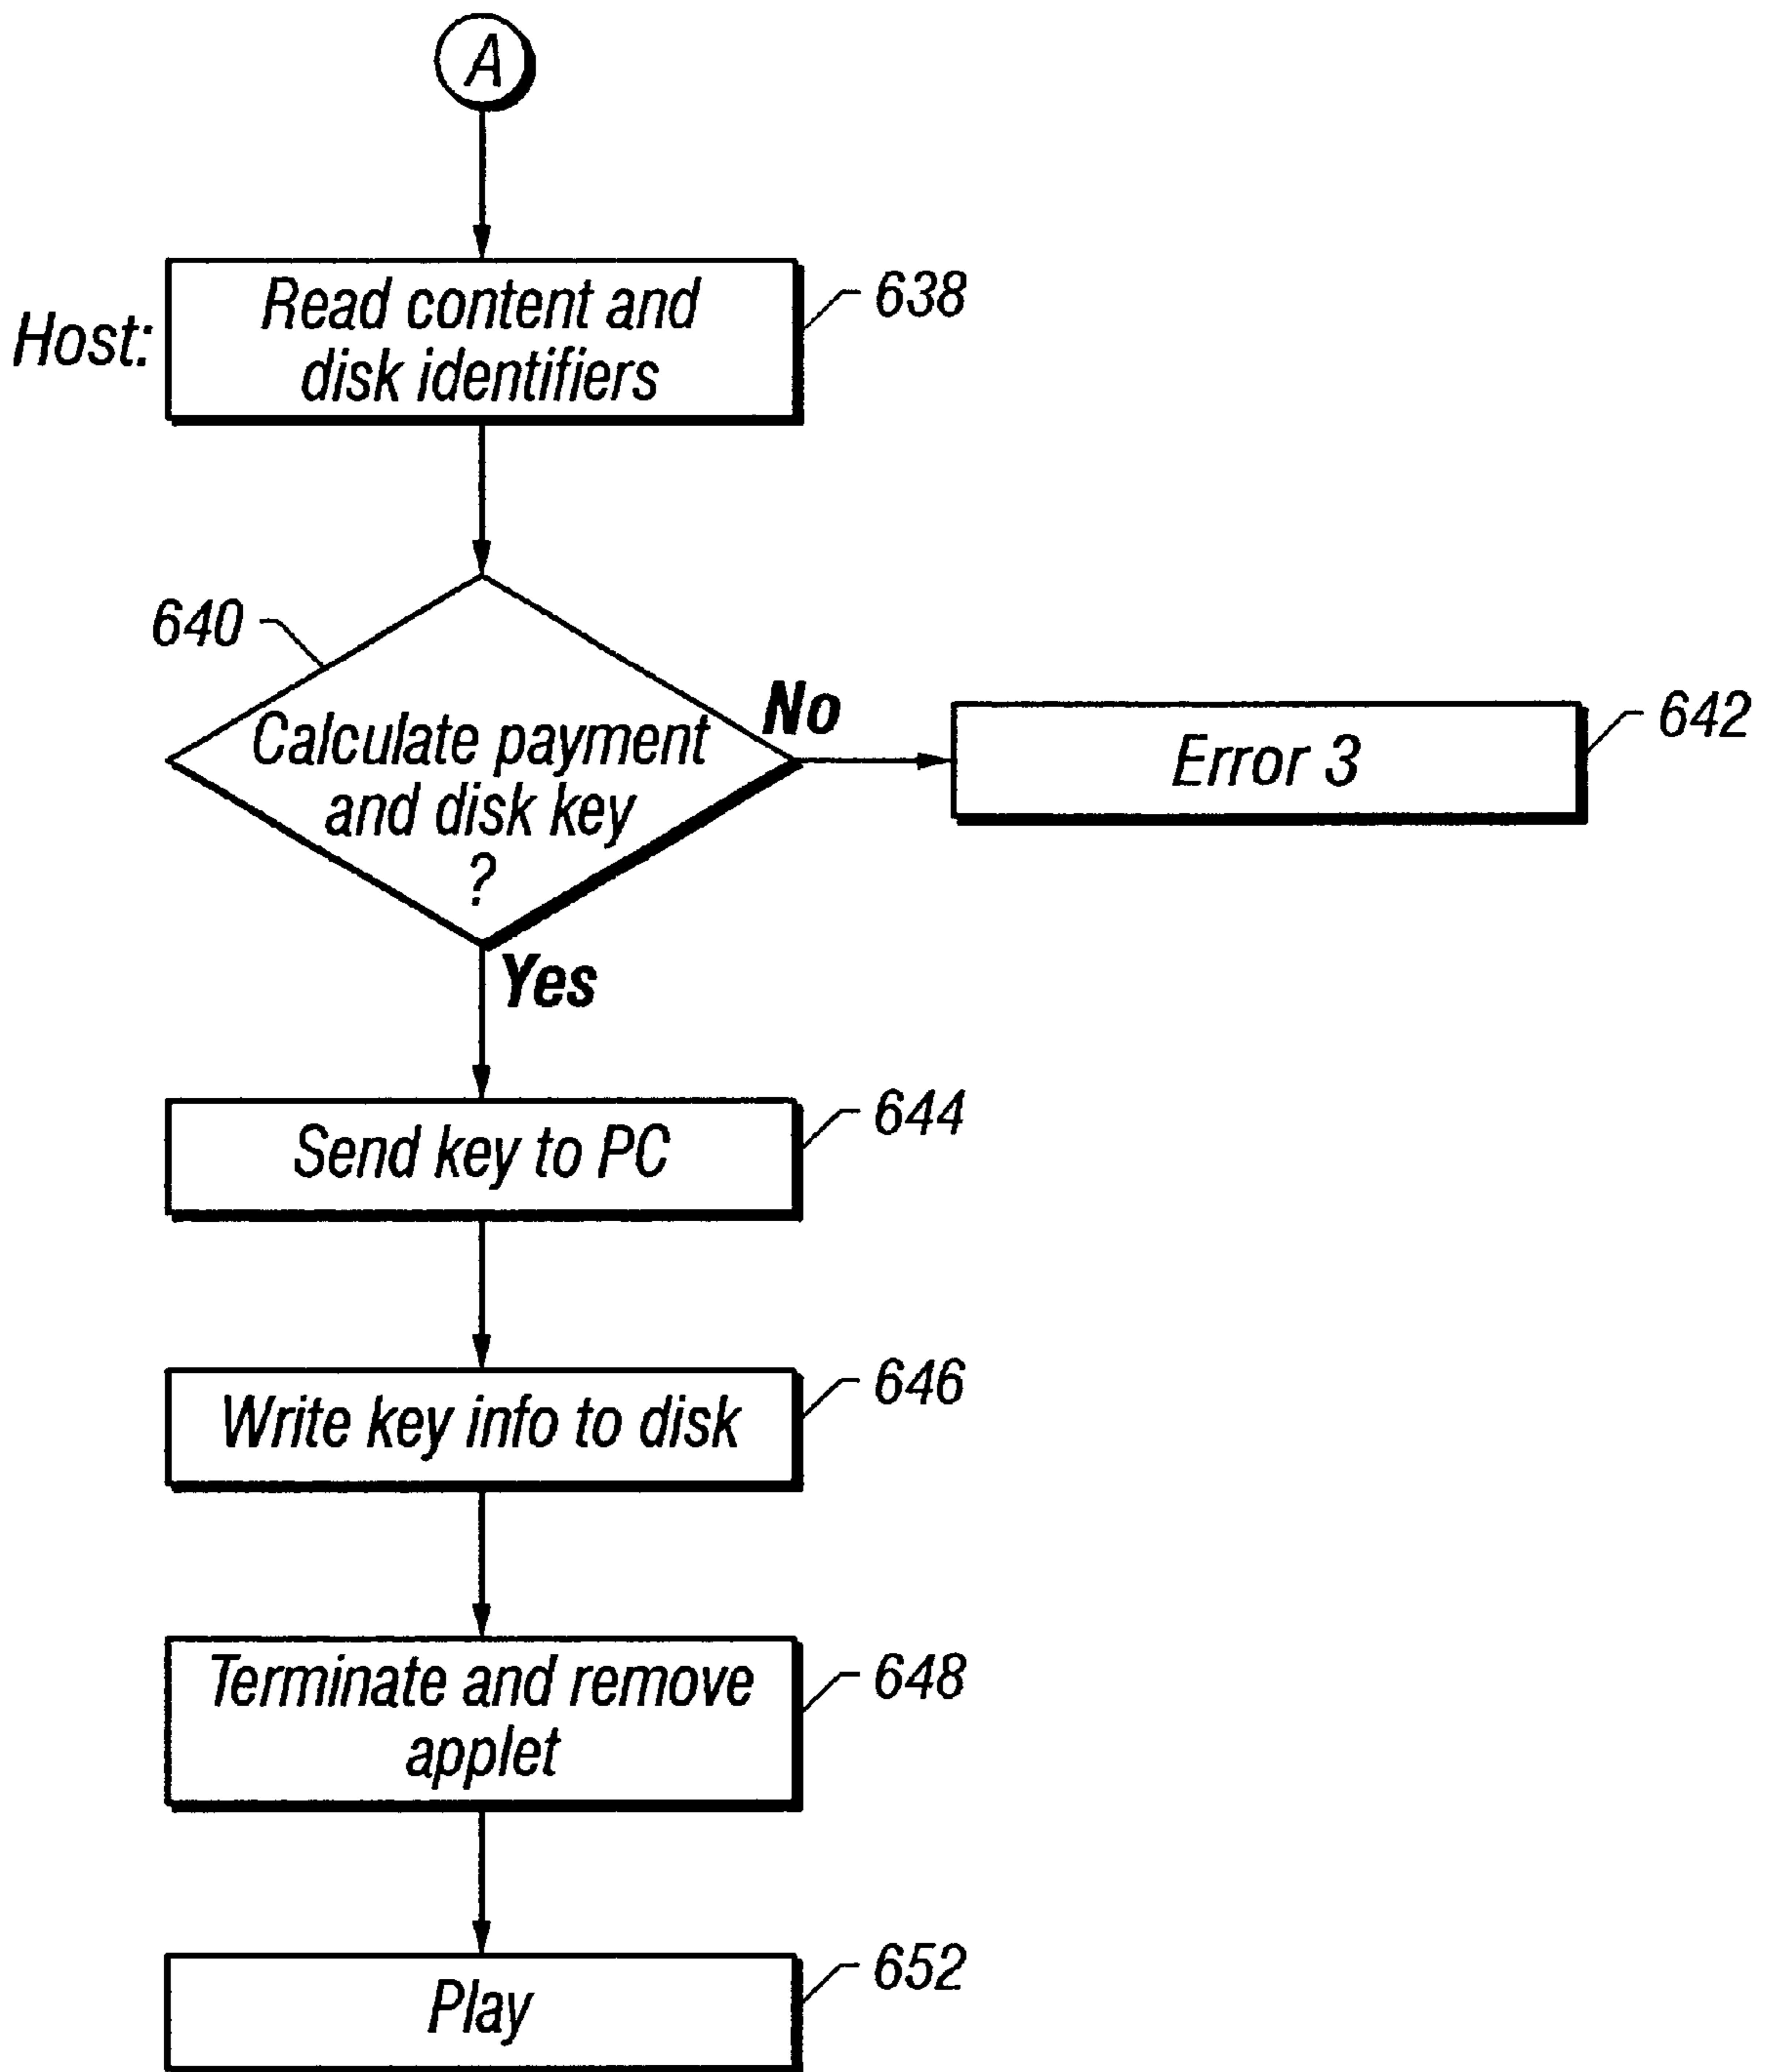 A
Host:
Read content and
disk identifiers
638
640
Calculate payment
and disk key
?
No
Error 3
642
Yes
Send key to PC
644
Write key info to disk
646
Terminate and remove
applet
648
Play
652